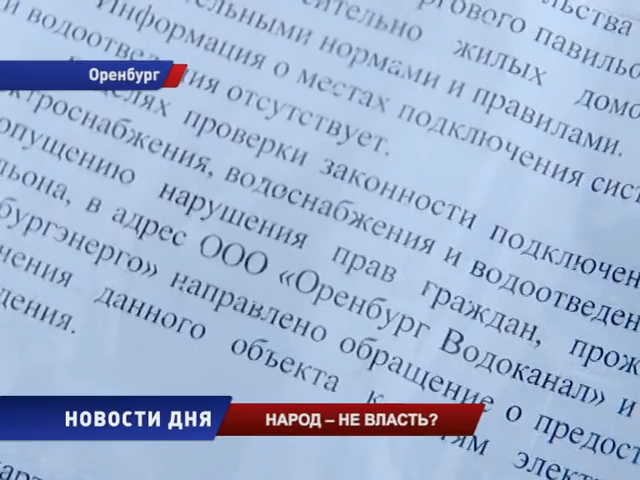 ргового павильо
ительно жилых домо
тельными нормами и правилами.
Информация о местах подключения сист
и водоотведения отсутствует.
целях проверки законности подключен
ктроснабжения, водоснабжения и водоотведен
опущению нарушения прав граждан, прож
льона, в адрес ООО «Оренбург Водоканал» и
бургэнерго» направлено обращение о предост
чения данного объекта к
дения.
Оренбург
НОВОСТИ ДНЯ
НАРОД – НЕ ВЛАСТЬ?